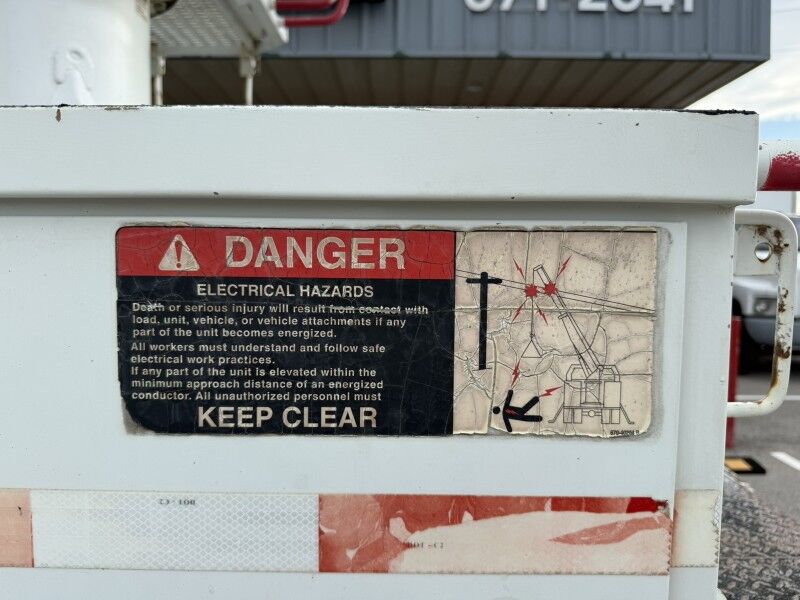 DANGER
ELECTRICAL HAZARDS
Death or serious injury will result from contact with
load, unit, vehicle, or vehicle attachments if any
part of the unit becomes energized.
All workers must understand and follow safe
electrical work practices.
If any part of the unit is elevated within the
minimum approach distance of an energized
conductor. All unauthorized personnel must
KEEP CLEAR